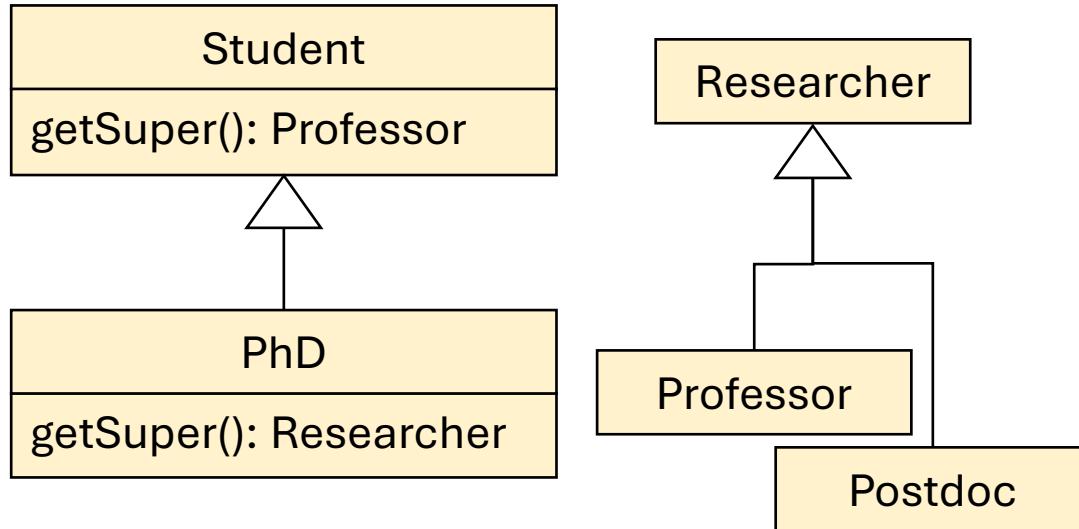 Student
getSuper(): Professor
PhD
getSuper(): Researcher
Researcher
Professor
Postdoc